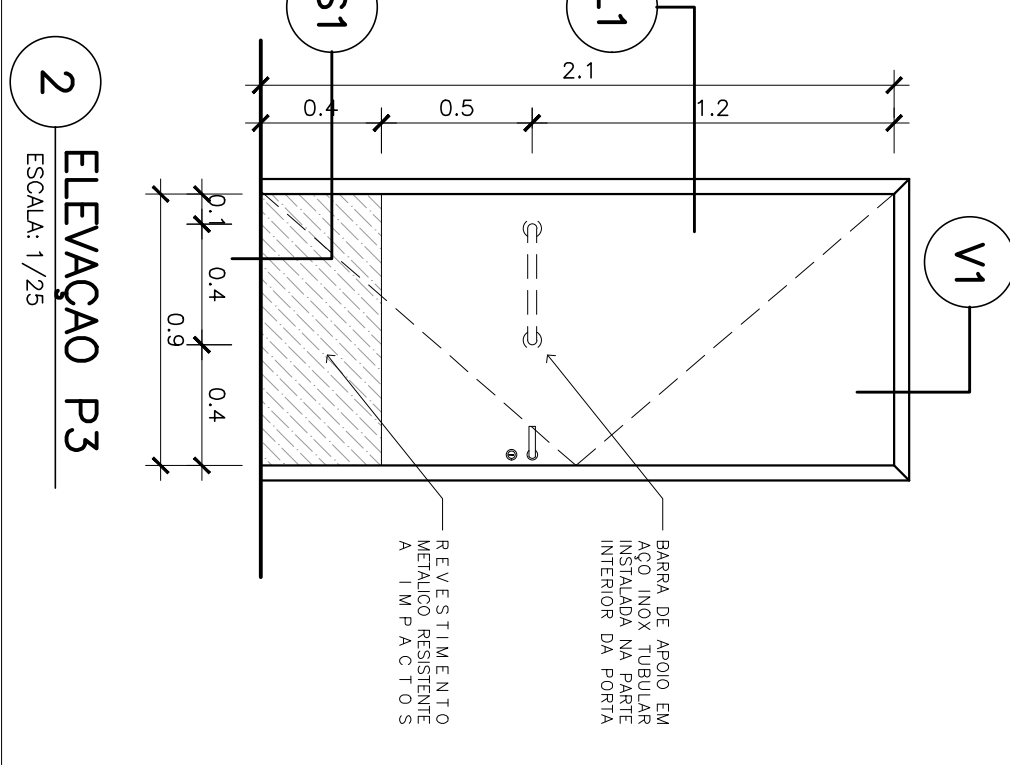 V1
L1
S1
2.1
0.4
0.5
1.2
0.1
0.4
0.4
0.9
BARRA DE APOIO EM
AÇO INOX TUBULAR
INSTALADA NA PARTE
INTERIOR DA PORTA
REVESTIMENTO
METALICO RESISTENTE
A IMPACTOS
2
ELEVAÇAO P3
ESCALA: 1/25